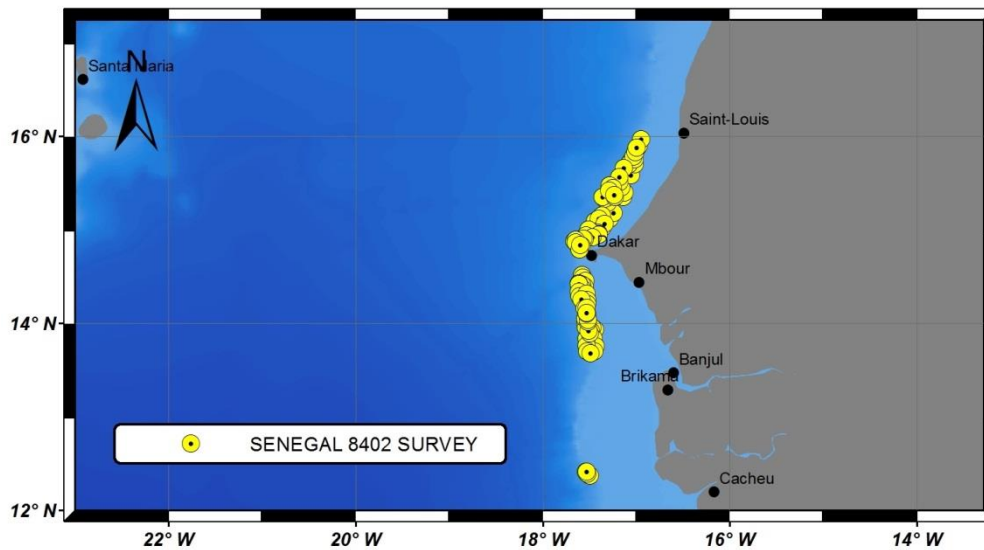 N
Santa Maria
16° N
Saint-Louis
Dakar
Mbour
14° N
Banjul
Brikama
SENEGAL 8402 SURVEY
Cacheu
12° N
22° W
20° W
18° W
16° W
14° W